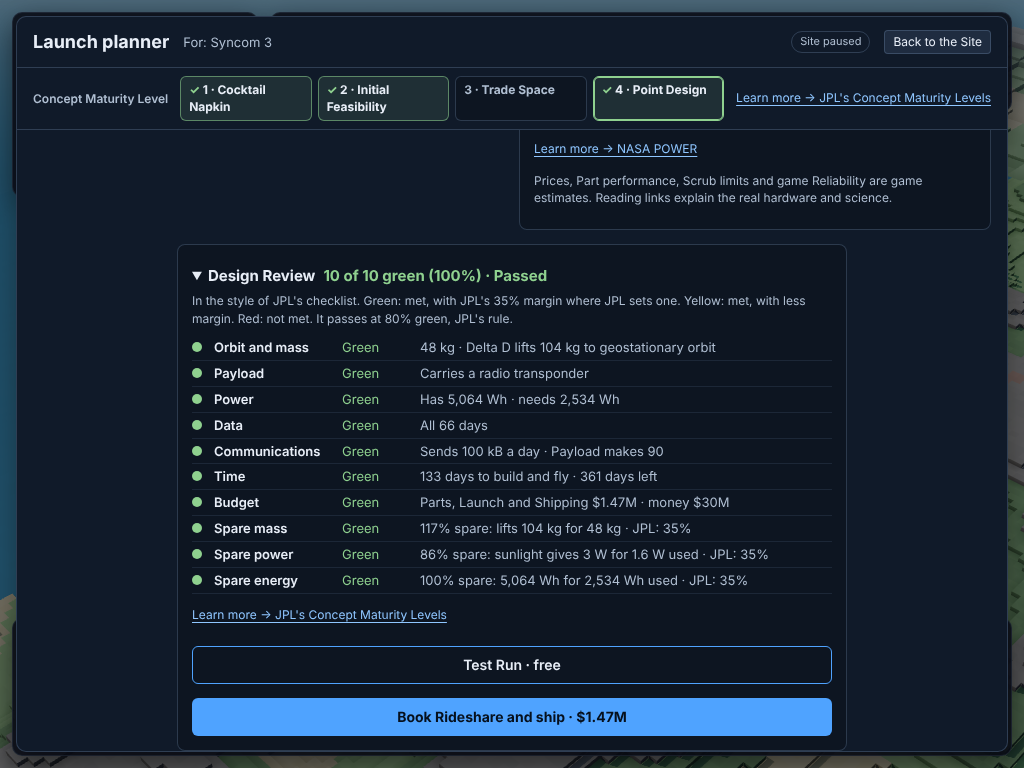 Launch planner For: Syncom 3 Site paused Back to the Site
Concept Maturity Level
✓ 1 · Cocktail
Napkin
✓ 2 · Initial
Feasibility
3 · Trade Space
✓ 4 · Point Design
Learn more → JPL's Concept Maturity Levels
Learn more → NASA POWER
Prices, Part performance, Scrub limits and game Reliability are game
estimates. Reading links explain the real hardware and science.
▼ Design Review 10 of 10 green (100%) · Passed
In the style of JPL's checklist. Green: met, with JPL's 35% margin where JPL sets one. Yellow: met, with less
margin. Red: not met. It passes at 80% green, JPL's rule.
Orbit and mass Green 48 kg · Delta D lifts 104 kg to geostationary orbit
Payload Green Carries a radio transponder
Power Green Has 5,064 Wh · needs 2,534 Wh
Data Green All 66 days
Communications Green Sends 100 kB a day · Payload makes 90
Time Green 133 days to build and fly · 361 days left
Budget Green Parts, Launch and Shipping $1.47M · money $30M
Spare mass Green 117% spare: lifts 104 kg for 48 kg · JPL: 35%
Spare power Green 86% spare: sunlight gives 3 W for 1.6 W used · JPL: 35%
Spare energy Green 100% spare: 5,064 Wh for 2,534 Wh used · JPL: 35%
Learn more → JPL's Concept Maturity Levels
Test Run · free
Book Rideshare and ship · $1.47M